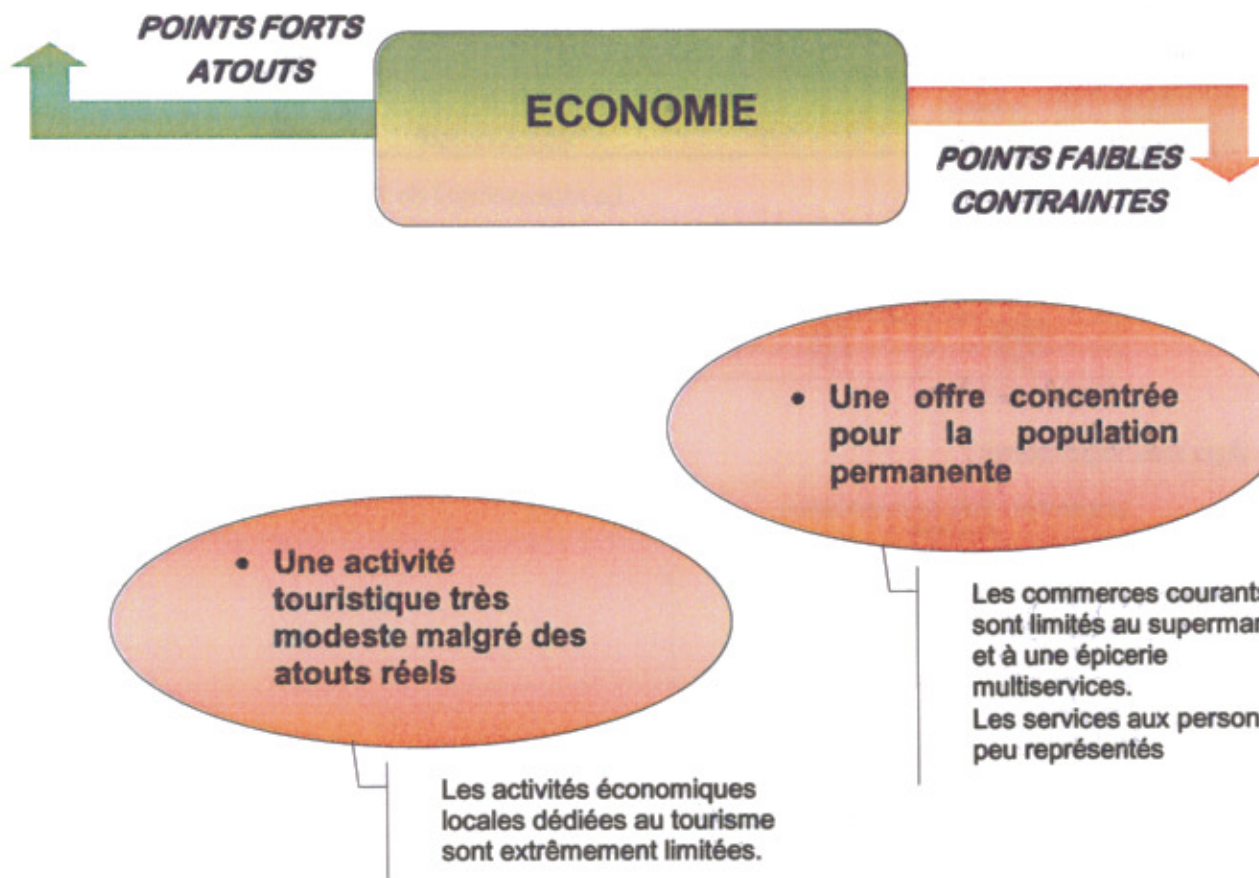 POINTS FORTS
ATOUTS
ECONOMIE
POINTS FAIBLES
CONTRAINTES
• Une offre concentrée
pour la population
permanente
• Une activité
touristique très
modeste malgré des
atouts réels
Les commerces courants
sont limités au
et à une épicerie
multiservices.
Les services aux
peu représentés
Les activités économiques
locales dédiées au tourisme
sont extrêmement limitées.